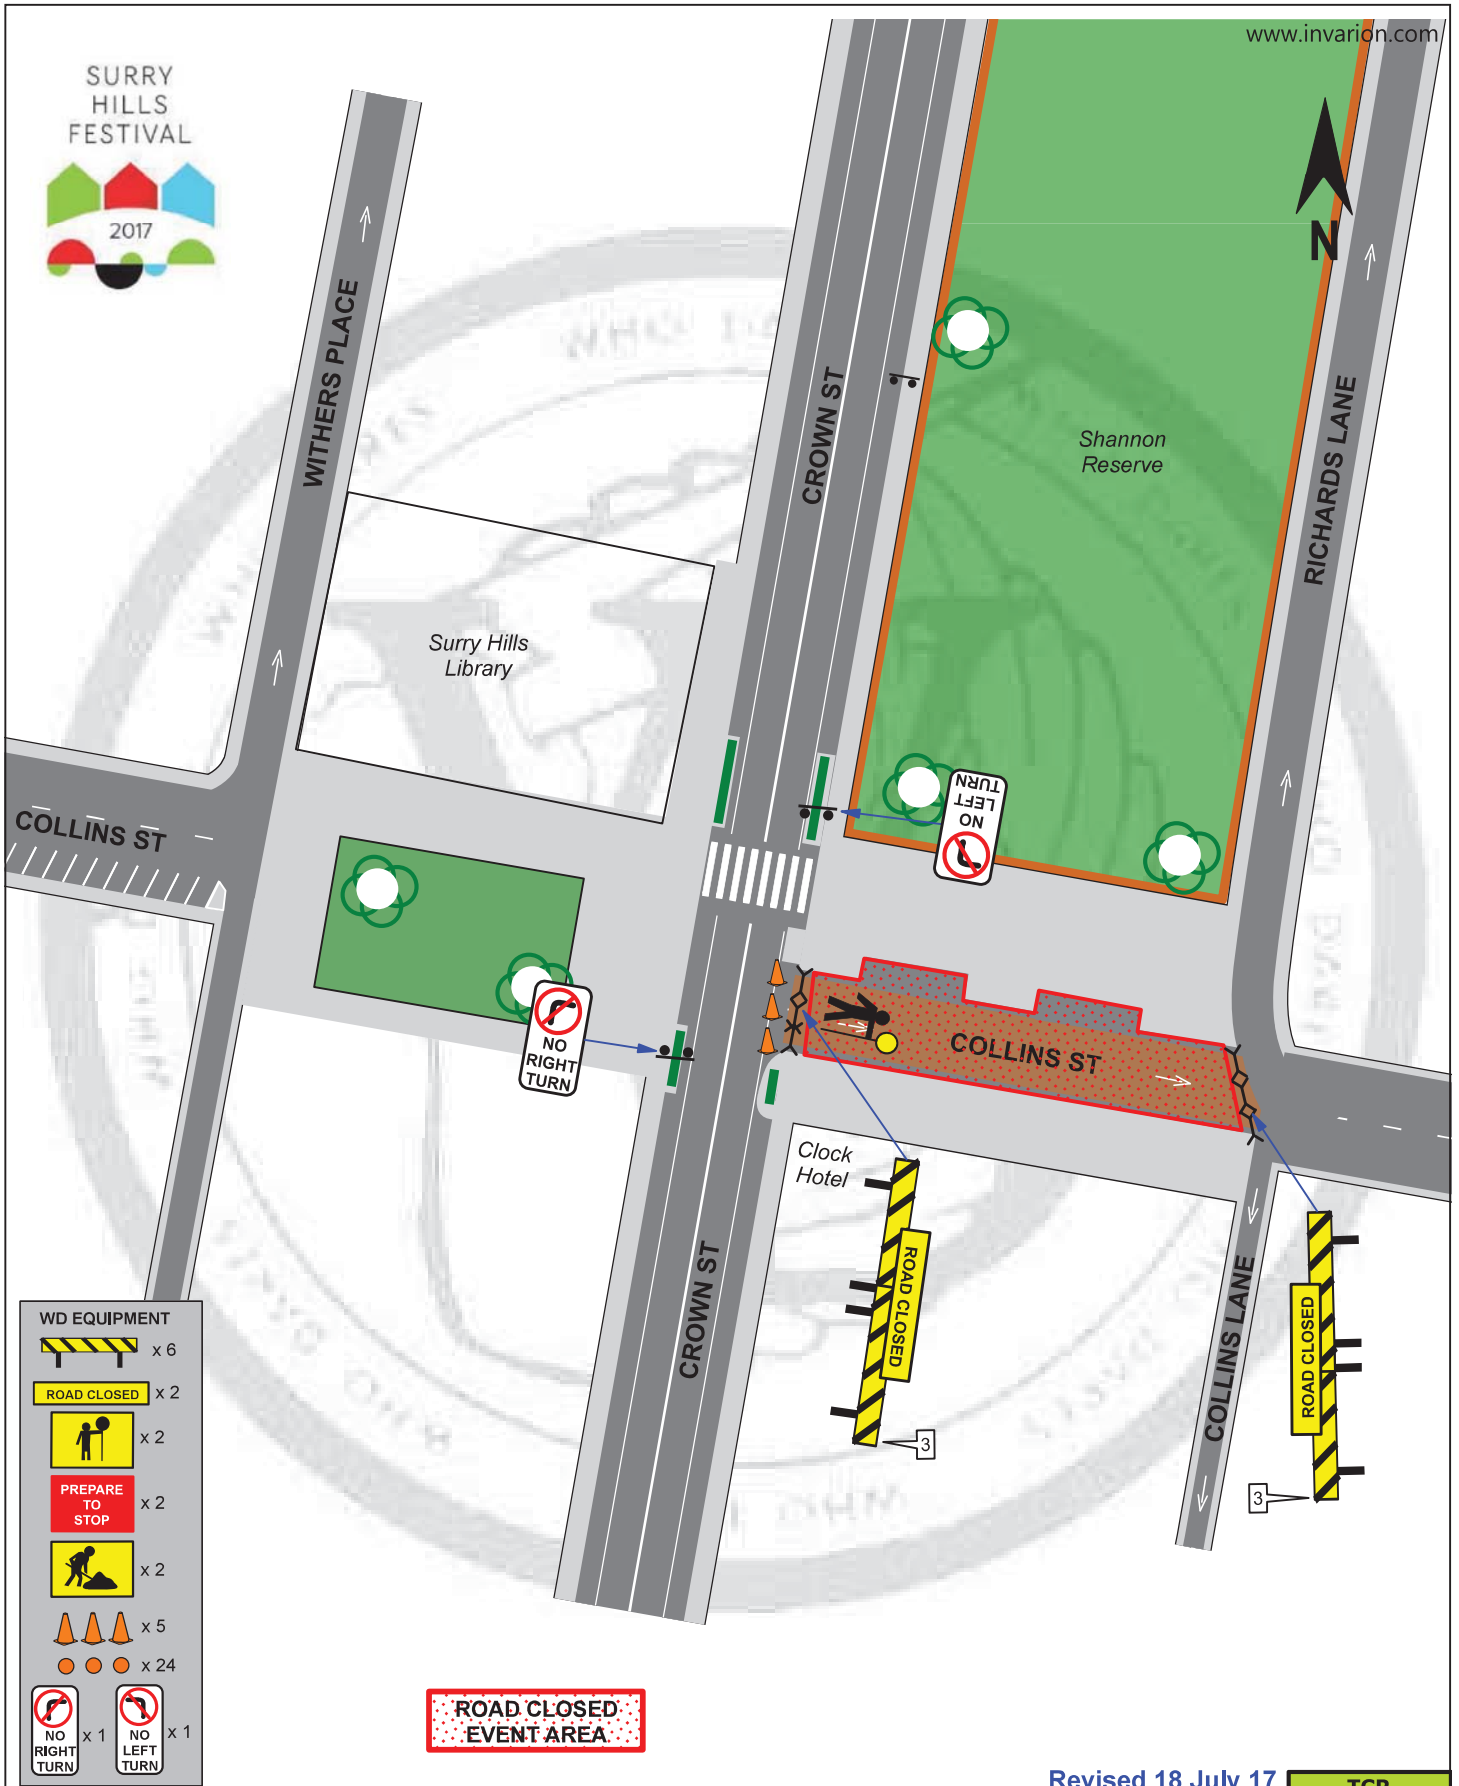 www.invarion.com
SURRY
HILLS
FESTIVAL
2017
N
WITHERS PLACE
CROWN ST
Shannon
Reserve
RICHARDS LANE
Surry Hills
Library
NO
LEFT
TURN
COLLINS ST
NO
RIGHT
TURN
COLLINS ST
Clock
Hotel
ROAD CLOSED
3
CROWN ST
COLLINS LANE
ROAD CLOSED
3
WD EQUIPMENT
x 6
ROAD CLOSED x 2
x 2
PREPARE
TO
STOP
x 2
x 2
x 5
x 24
NO
RIGHT
TURN
x 1
NO
LEFT
TURN
x 1
ROAD CLOSED
EVENT AREA
Revised 18 July 17
TCP